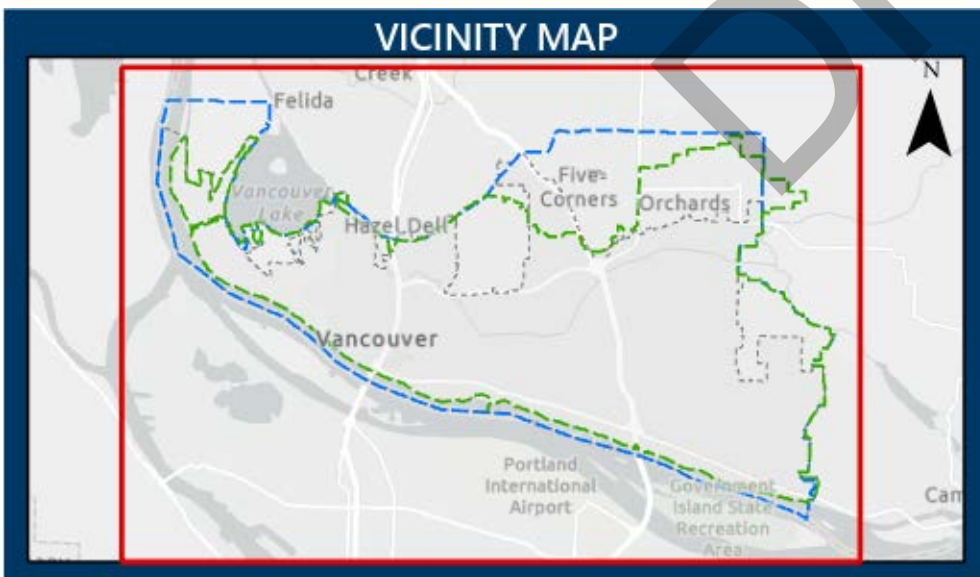 VICINITY MAP
Creek
N
Felida
Five
Corners
Orchards
Vancouver
Lake
Hazel Dell
Vancouver
Portland
International
Airport
Government
Island State
Recreation
Area